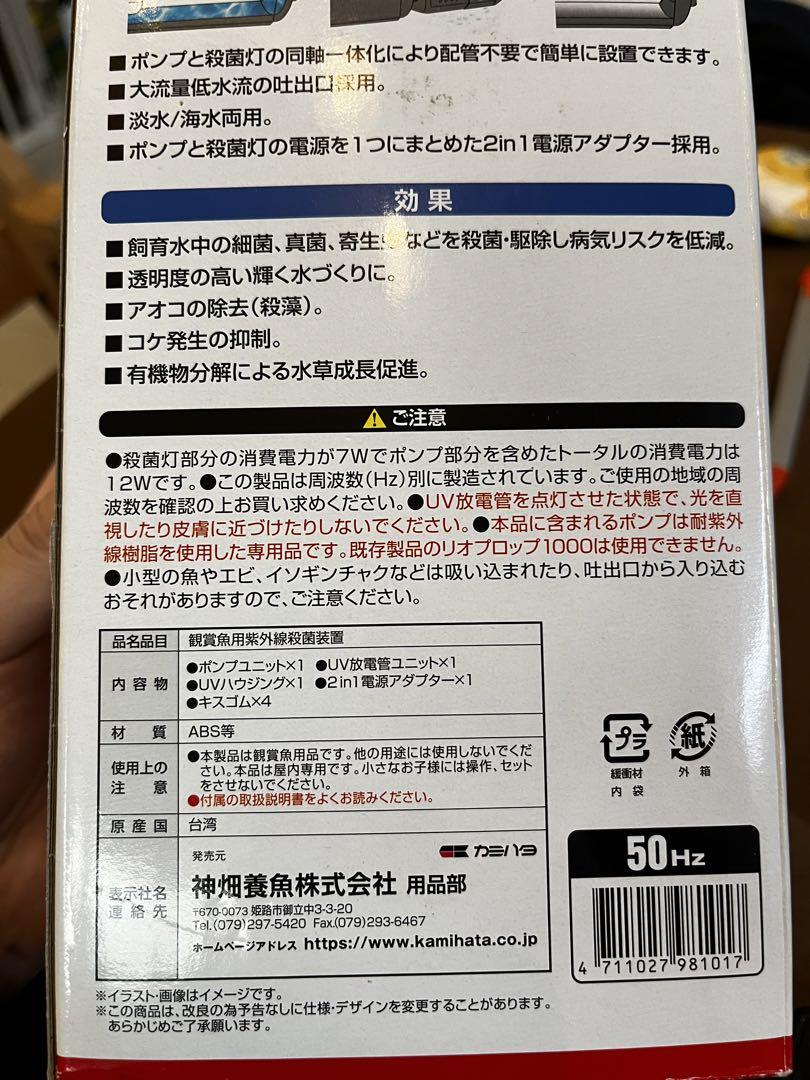 ■ポンプと殺菌灯の同軸一体化により配管不要で簡単に設置できます。
■大流量低水流の吐出口採用。
■淡水/海水両用。
■ポンプと殺菌灯の電源を1つにまとめた2in1電源アダプター採用。
効果
■飼育水中の細菌、真菌、寄生 などを殺菌・駆除し病気リスクを低減。
■透明度の高い輝く水づくりに。
■アオコの除去(殺藻)。
■コケ発生の抑制。
■有機物分解による水草成長促進。
ご注意
●殺菌灯部分の消費電力が7Wでポンプ部分を含めたトータルの消費電力は
12Wです。●この製品は周波数(Hz)別に製造されています。ご使用の地域の周
波数を確認の上お買い求めください。●UV放電管を点灯させた状態で、光を直
視したり皮膚に近づけたりしないでください。●本品に含まれるポンプは耐紫外
線樹脂を使用した専用品です。既存製品のリオプロップ1000は使用できません。
●小型の魚やエビ、イソギンチャクなどは吸い込まれたり、吐出口から入り込む
おそれがありますので、ご注意ください。
品名品目 観賞魚用紫外線殺菌装置
内容物 ●ポンプユニット×1 ●UV放電管ユニット×1
●UVハウジング×1 ●2in1電源アダプター×1
●キスゴム×4
材質 ABS等
使用上の注意 ●本製品は観賞魚用品です。他の用途には使用しないでくだ
さい。本品は屋内専用です。小さなお子様には操作、セット
をさせないでください。
●付属の取扱説明書をよくお読みください。
原産国 台湾
表示社名連絡先 発売元 カミハタ
神畑養魚株式会社 用品部
〒670-0073 姫路市御立中3-3-20
Tel.(079)297-5420 Fax.(079)293-6467
ホームページアドレス https://www.kamihata.co.jp
プラ
緩衝材
内袋
紙
外箱
50Hz
4 711027 981017
※イラスト・画像はイメージです。
※この商品は、改良の為予告なしに仕様・デザインを変更することがあります。
あらかじめご了承願います。